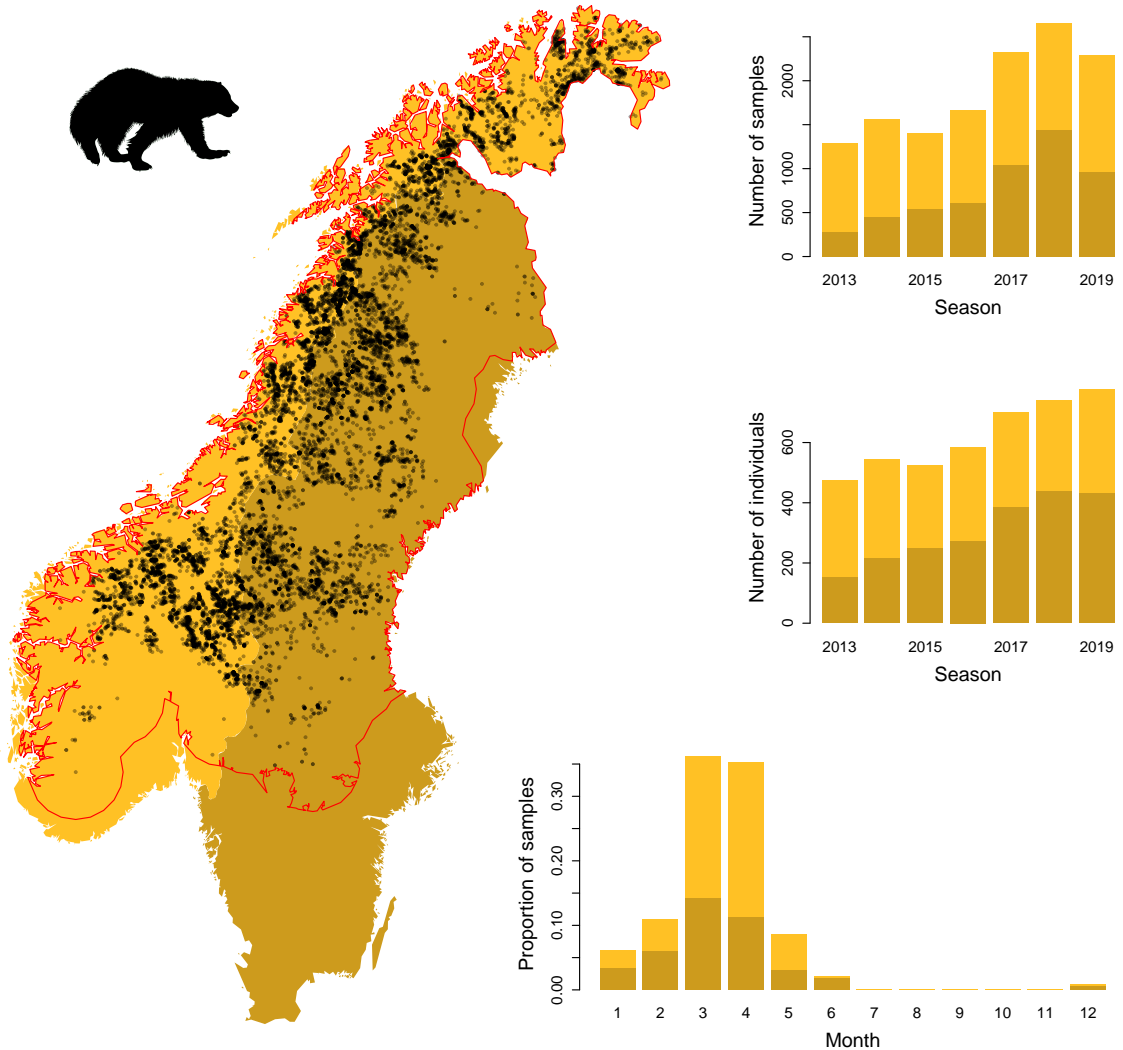 Number of samples
2000
1000
500
0
2013 2015 2017 2019
Season
Number of individuals
600
400
200
0
2013 2015 2017 2019
Season
Proportion of samples
0.30
0.20
0.10
0.00
1 2 3 4 5 6 7 8 9 10 11 12
Month